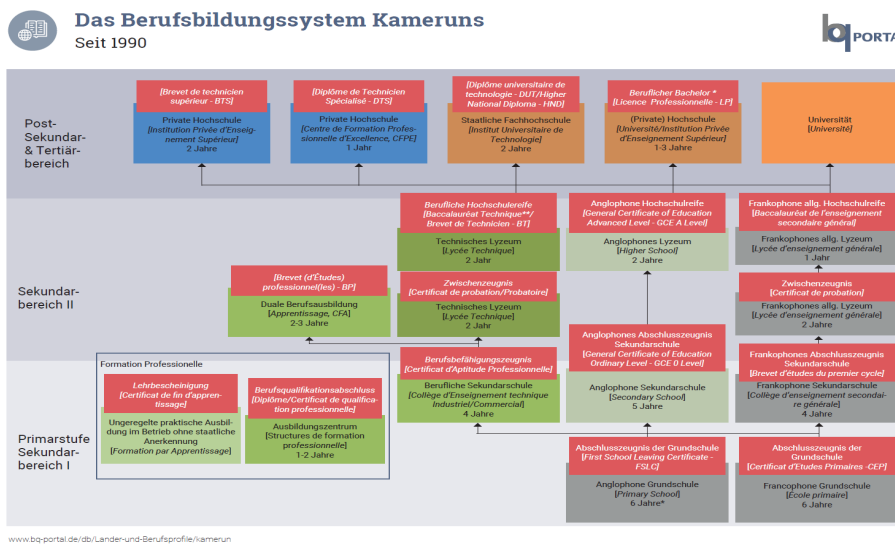 Das Berufsbildungssystem Kameruns
Seit 1990
bq PORTAL
Post-
Sekundar-
& Tertiär-
bereich
[Brevet de technicien
supérieur - BTS]
Private Hochschule
[Institution Privée d'Enseig-
nement Supérieur]
2 Jahre
[Diplôme de Technicien
Spécialisé - DTS]
Private Hochschule
[Centre de Formation Profes-
sionnelle d'Excellence, CFPE]
1 Jahr
[Diplôme universitaire de
technologie - DUT/Higher
National Diploma - HND]
Staatliche Fachhochschule
[Institut Universitaire de
Technologie]
2 Jahre
Beruflicher Bachelor *
[Licence Professionnelle - LP]
(Private) Hochschule
[Université/Institution Privée
d'Enseignement Supérieur]
1-3 Jahre
Universität
[Université]
Sekundar-
bereich II
Berufliche Hochschulereife
[Baccalauréat Technique**/
Brevet de Technicien - BT]
Technisches Lyzeum
[Lycée Technique]
2 Jahr
Anglophone Hochschulreife
[General Certificate of Education
Advanced Level - GCE A Level]
Anglophones Lyzeum
[Higher School]
2 Jahre
Frankophone allg. Hochschulreife
[Baccalauréat de l'enseignement
secondaire général]
Frankophones allg. Lyzeum
[Lycée d'enseignement générale]
1 Jahr
[Brevet (d'Études)
professionnel(les) - BP]
Duale Berufsausbildung
[Apprentissage, CFA]
2-3 Jahre
Zwischenzeugnis
[Certificat de probation/Probatoire]
Technisches Lyzeum
[Lycée Technique]
2 Jahr
Zwischenzeugnis
[Certificat de probation]
Frankophones allg. Lyzeum
[Lycée d'enseignement générale]
2 Jahre
Primarstufe
Sekundar-
bereich I
Formation Professionelle
Lehrbescheinigung
[Certificat de fin d'appren-
tissage]
Ungeregelte praktische Ausbil-
dung im Betrieb ohne staatliche
Anerkennung
[Formation par Apprentissage]
Berufsqualifikationsabschluss
[Diplôme/Certificat de qualifica-
tion professionnelle]
Ausbildungszentrum
[Structures de formation
professionelle]
1-2 Jahre
Berufsbefähigungszeugnis
[Certificat d'Aptitude Professionelle]
Berufliche Sekundarschule
[Collège d'Enseignement technique
Industriel/Commercial]
4 Jahre
Anglophones Abschlusszeugnis
Sekundarschule
[General Certificate of Education
Ordinary Level - GCE 0 Level]
Anglophone Sekundarschule
[Secondary School]
5 Jahre
Frankophones Abschlusszeugnis
Sekundarschule
[Brevet d'études du premier cycle]
Frankophone Sekundarschule
[Collège d'enseignement secondai-
re générale]
4 Jahre
Abschlusszeugnis der Grundschule
[First School Leaving Certificate -
FSLC]
Anglophone Grundschule
[Primary School]
6 Jahre*
Abschlusszeugnis der
Grundschule
[Certificat d'Etudes Primaires -CEP]
Francophone Grundschule
[École primaire]
6 Jahre
www.bq-portal.de/db/Lander-und-Berufsprofile/kamerun